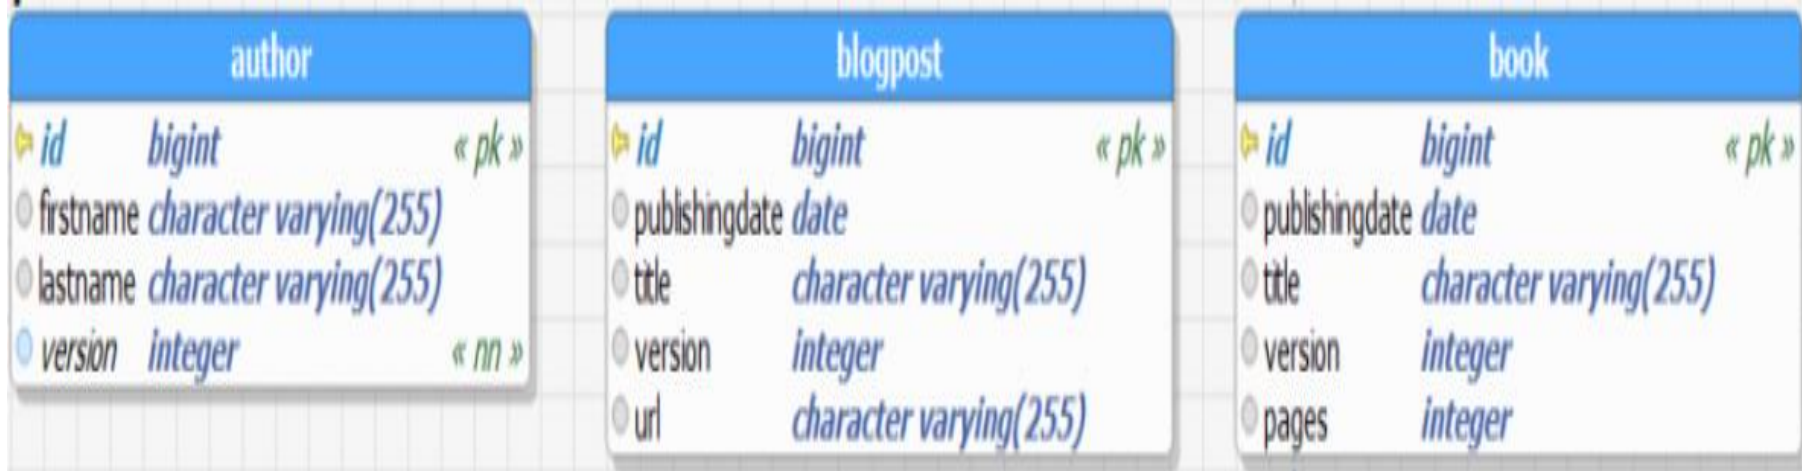 author
id bigint « pk »
firstname character varying(255)
lastname character varying(255)
version integer « nn »
blogpost
id bigint « pk »
publishingdate date
title character varying(255)
version integer
url character varying(255)
book
id bigint « pk »
publishingdate date
title character varying(255)
version integer
pages integer